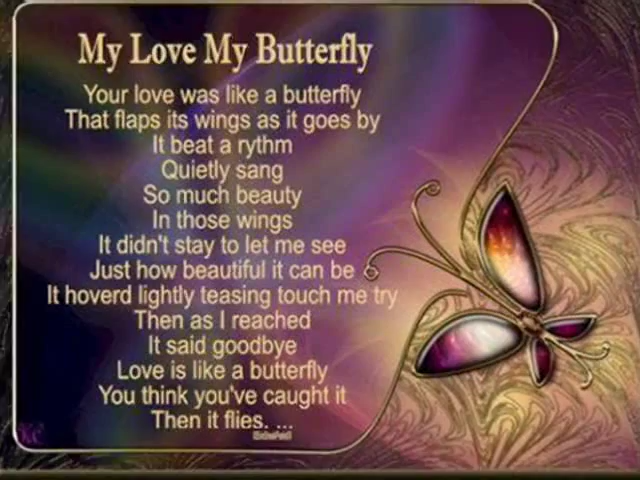 My Love My Butterfly
Your love was like a butterfly
That flaps its wings as it goes by
It beat a rythm
Quietly sang
So much beauty
In those wings
It didn't stay to let me see
Just how beautiful it can be
It hoverd lightly teasing touch me try
Then as I reached
It said goodbye
Love is like a butterfly
You think you've caught it
Then it flies. ...